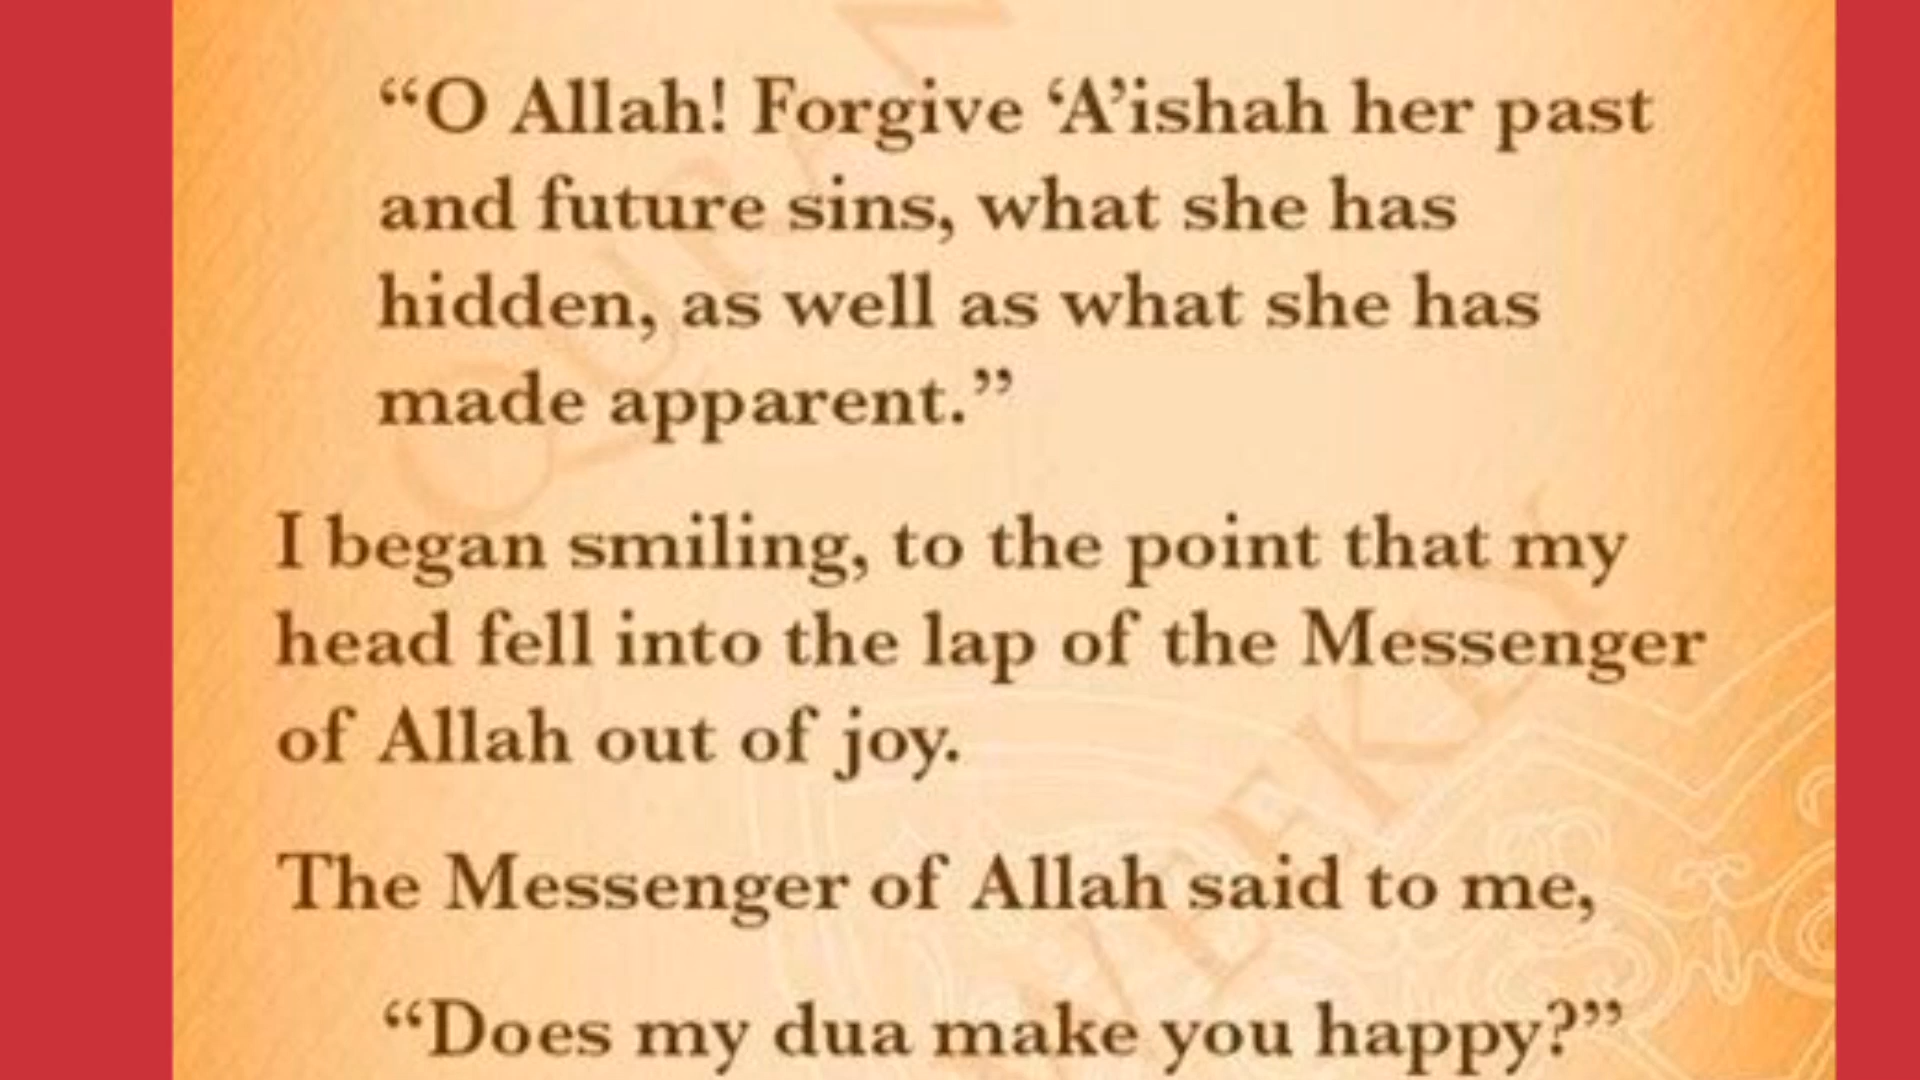 “O Allah! Forgive ‘A’ishah her past
and future sins, what she has
hidden, as well as what she has
made apparent.”
I began smiling, to the point that my
head fell into the lap of the Messenger
of Allah out of joy.
The Messenger of Allah said to me,
“Does my dua make you happy?”
QURAN
WEEKLY